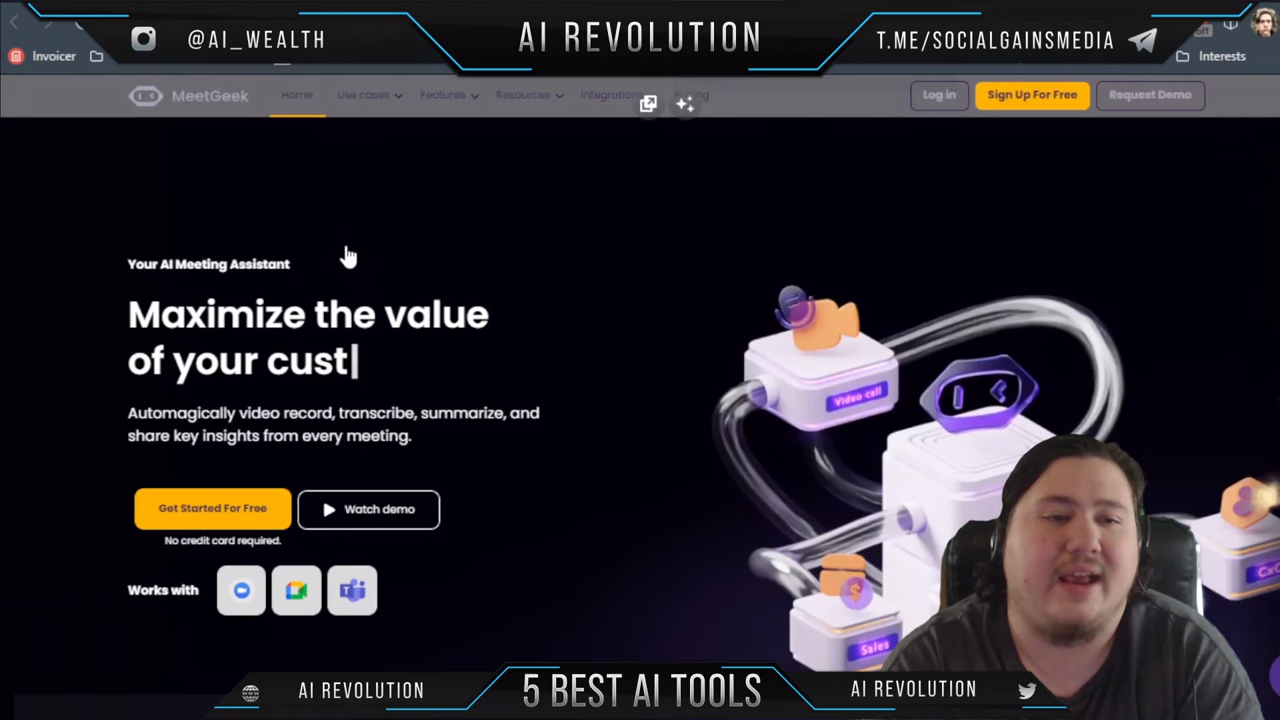 @AI_WEALTH
AI REVOLUTION
T.ME/SOCIALGAINSMEDIA
off
Invoicer
Interests
MeetGeek
Home
Use cases
Features
Resources
Integrations
Pricing
Log in
Sign Up For Free
Request Demo
Your AI Meeting Assistant
Maximize the value
of your cust|
Automagically video record, transcribe, summarize, and
share key insights from every meeting.
Get Started For Free
Watch demo
No credit card required.
Works with
Video call
Sales
AI REVOLUTION
5 BEST AI TOOLS
AI REVOLUTION